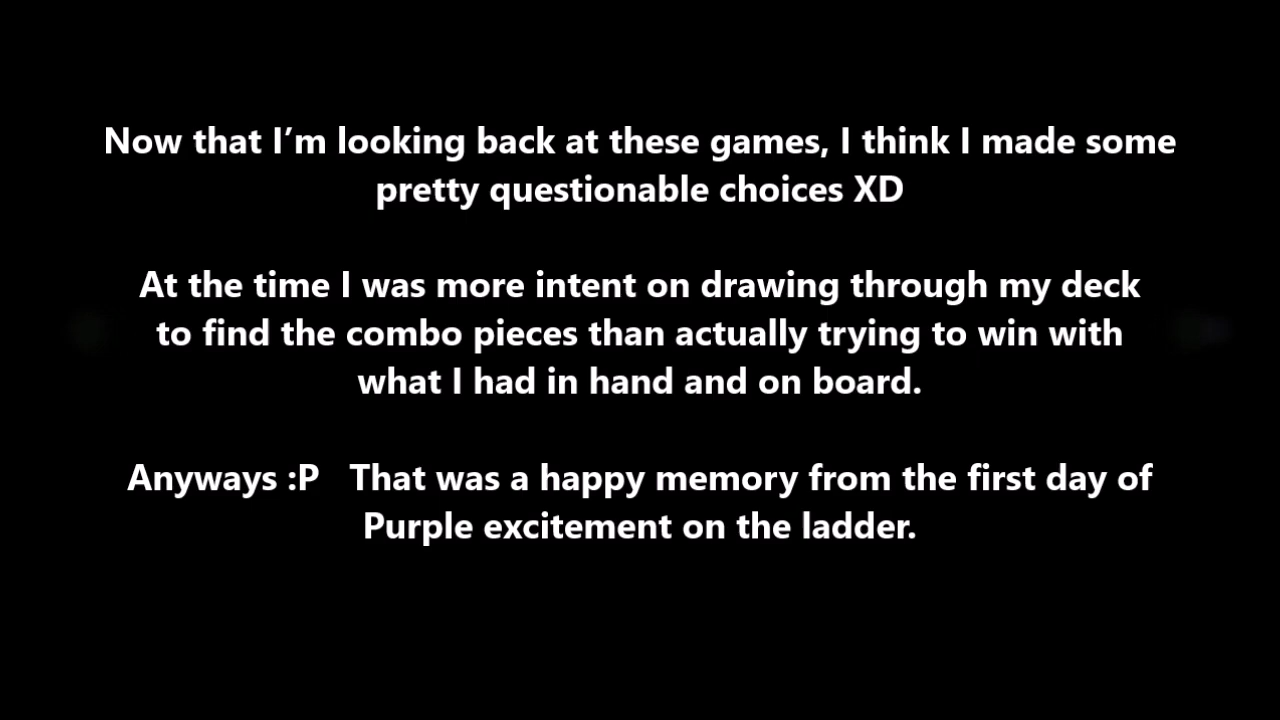 Now that I’m looking back at these games, I think I made some
pretty questionable choices XD
At the time I was more intent on drawing through my deck
to find the combo pieces than actually trying to win with
what I had in hand and on board.
Anyways :P   That was a happy memory from the first day of
Purple excitement on the ladder.